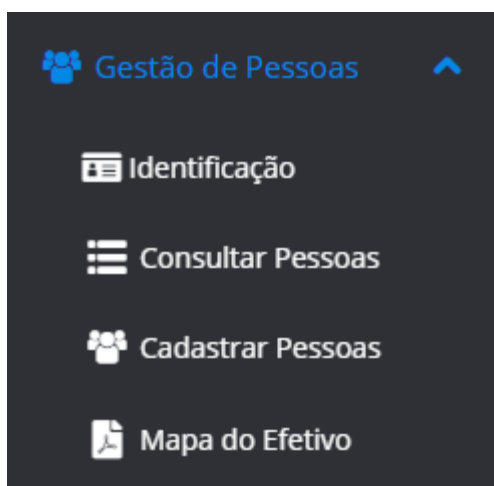 Gestão de Pessoas
Identificação
Consultar Pessoas
Cadastrar Pessoas
Mapa do Efetivo